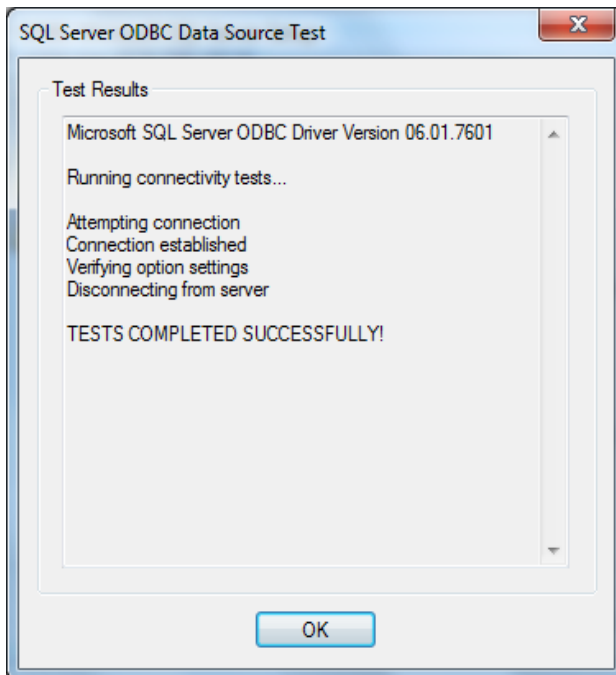 SQL Server ODBC Data Source Test
Test Results
Microsoft SQL Server ODBC Driver Version 06.01.7601
Running connectivity tests...
Attempting connection
Connection established
Verifying option settings
Disconnecting from server
TESTS COMPLETED SUCCESSFULLY!
OK